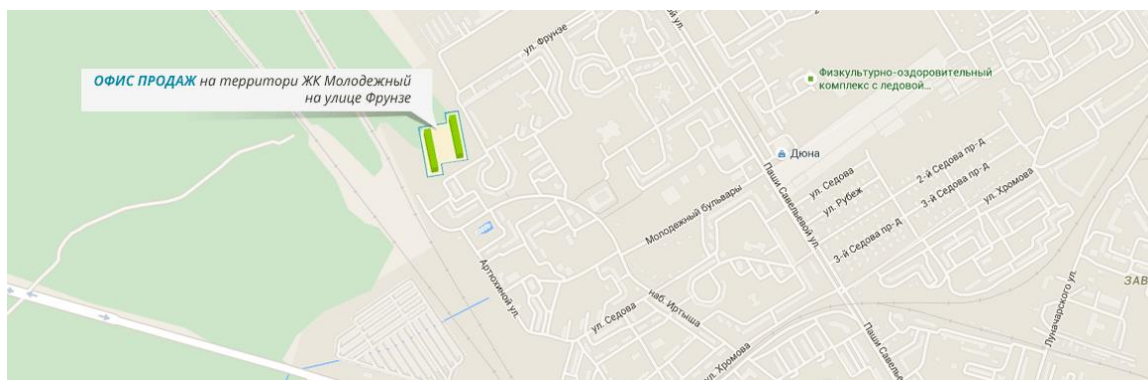 ул. Фрунзе
ОФИС ПРОДАЖ на территори ЖК Молодежный
на улице Фрунзе
Физкультурно-оздоровительный
комплекс с ледовой...
Дюна
ул. Седова
2-й Седова пр-д
ул. Рубеж
3-й Седова пр-д
ул. Хромова
Молодежный бульвары
Паши Савельевой ул.
3-й Седова пр-д
Артюхиной ул.
наб. Иртыша
ул. Седова
ЗАВ
Луначарского ул.
Паши Савельев
ул. Хромова